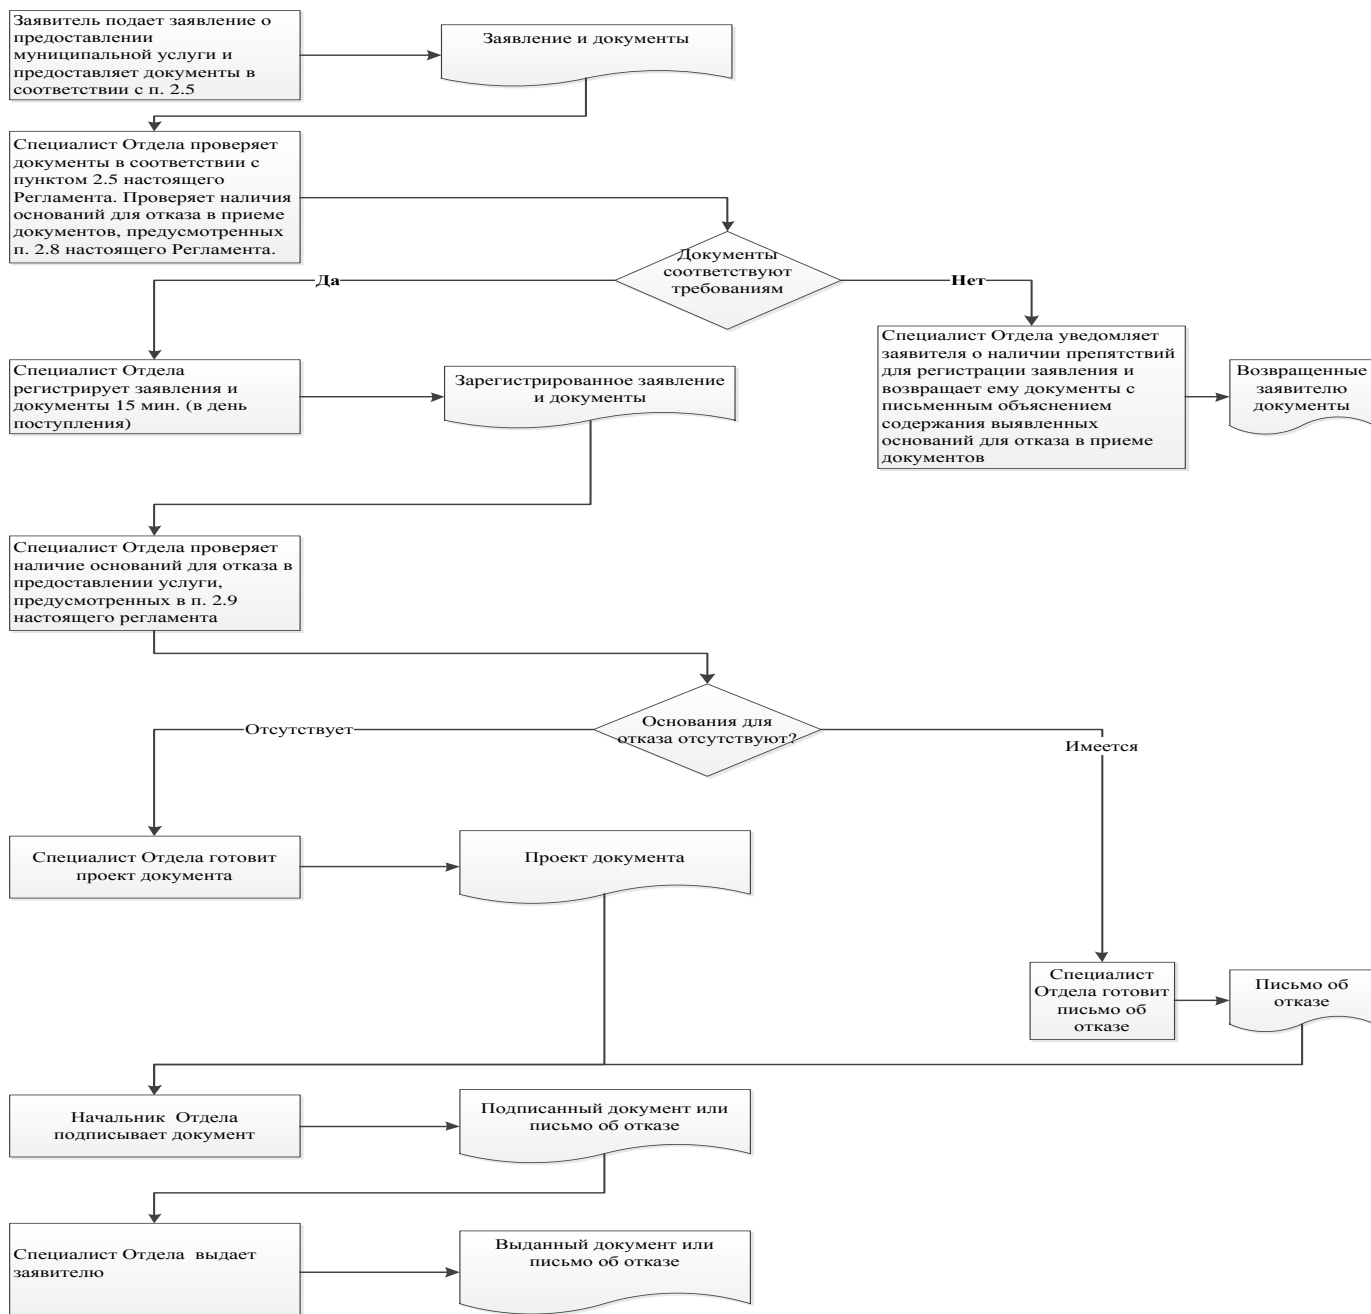 Заявитель подает заявление о
предоставлении
муниципальной услуги и
предоставляет документы в
соответствии с п. 2.5
Заявление и документы
Специалист Отдела проверяет
документы в соответствии с
пунктом 2.5 настоящего
Регламента. Проверяет наличия
оснований для отказа в приеме
документов, предусмотренных
п. 2.8 настоящего Регламента.
Документы
соответствуют
требованиям
Да
Нет
Специалист Отдела
регистрирует заявления и
документы 15 мин. (в день
поступления)
Зарегистрированное заявление
и документы
Специалист Отдела уведомляет
заявителя о наличии препятствий
для регистрации заявления и
возвращает ему документы с
письменным объяснением
содержания выявленных
оснований для отказа в приеме
документов
Возвращенные
заявителю
документы
Специалист Отдела проверяет
наличие оснований для отказа в
предоставлении услуги,
предусмотренных в п. 2.9
настоящего регламента
Основания для
отказа отсутствуют?
Отсутствует
Имеется
Специалист Отдела готовит
проект документа
Проект документа
Специалист
Отдела готовит
письмо об
отказе
Письмо об
отказе
Начальник Отдела
подписывает документ
Подписанный документ или
письмо об отказе
Специалист Отдела выдает
заявителю
Выданный документ или
письмо об отказе